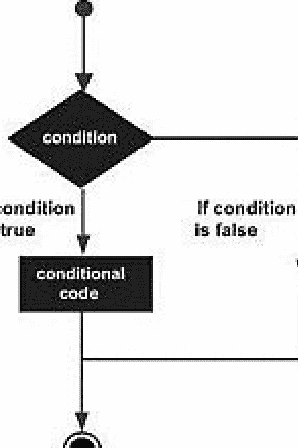 condition
condition
true
If condition
is false
conditional
code